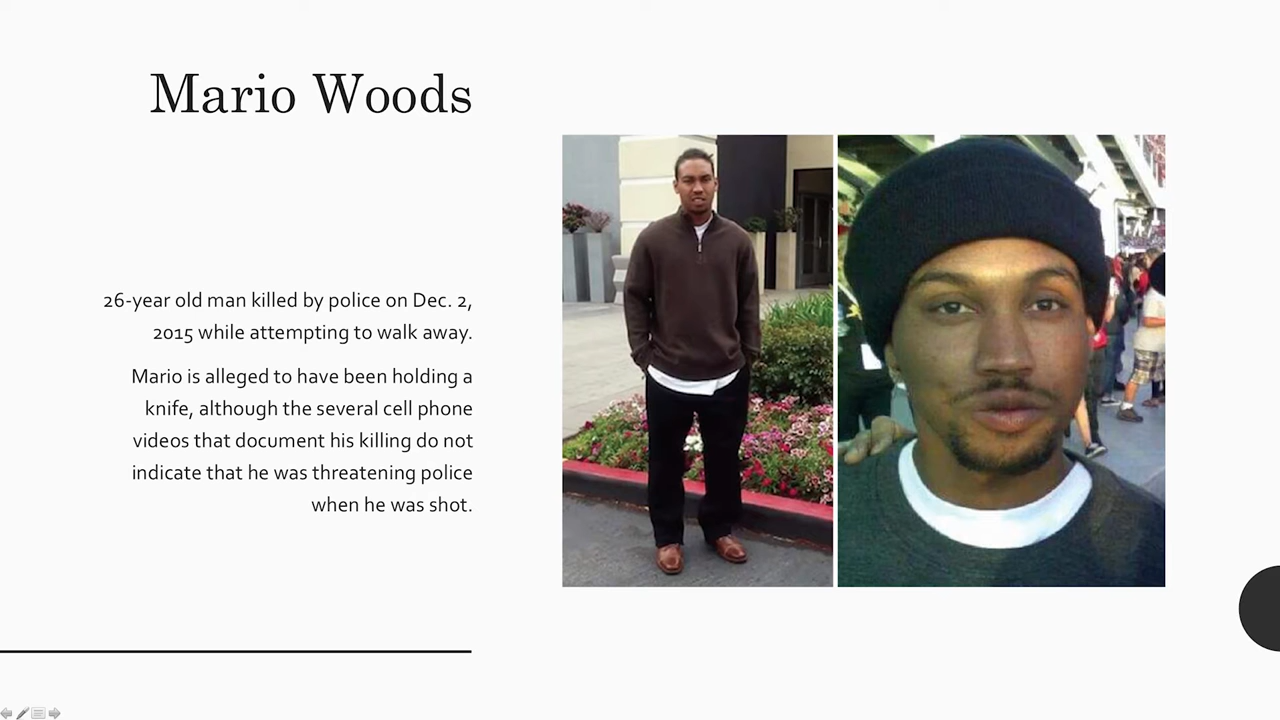 Mario Woods
26-year old man killed by police on Dec. 2,
2015 while attempting to walk away.
Mario is alleged to have been holding a
knife, although the several cell phone
videos that document his killing do not
indicate that he was threatening police
when he was shot.